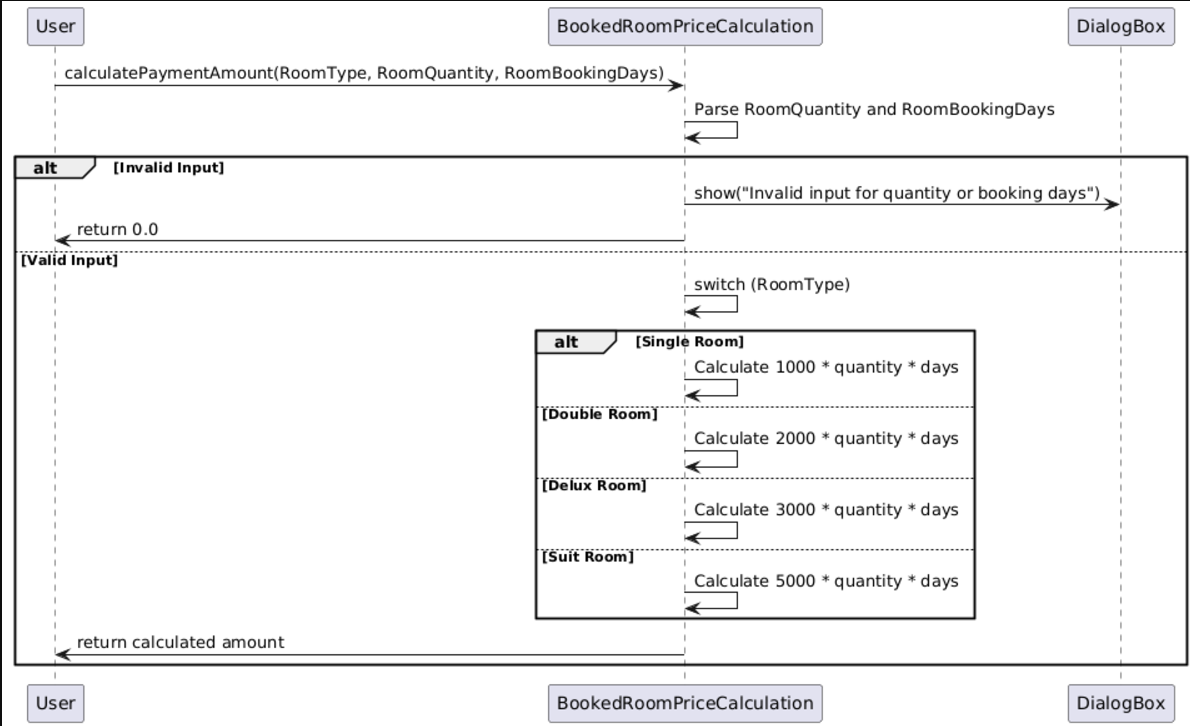 User
BookedRoomPriceCalculation
DialogBox
calculatePaymentAmount(RoomType, RoomQuantity, RoomBookingDays)
Parse RoomQuantity and RoomBookingDays
alt [Invalid Input]
show("Invalid input for quantity or booking days")
return 0.0
[Valid Input]
switch (RoomType)
alt [Single Room]
Calculate 1000 * quantity * days
[Double Room]
Calculate 2000 * quantity * days
[Delux Room]
Calculate 3000 * quantity * days
[Suit Room]
Calculate 5000 * quantity * days
return calculated amount
User
BookedRoomPriceCalculation
DialogBox